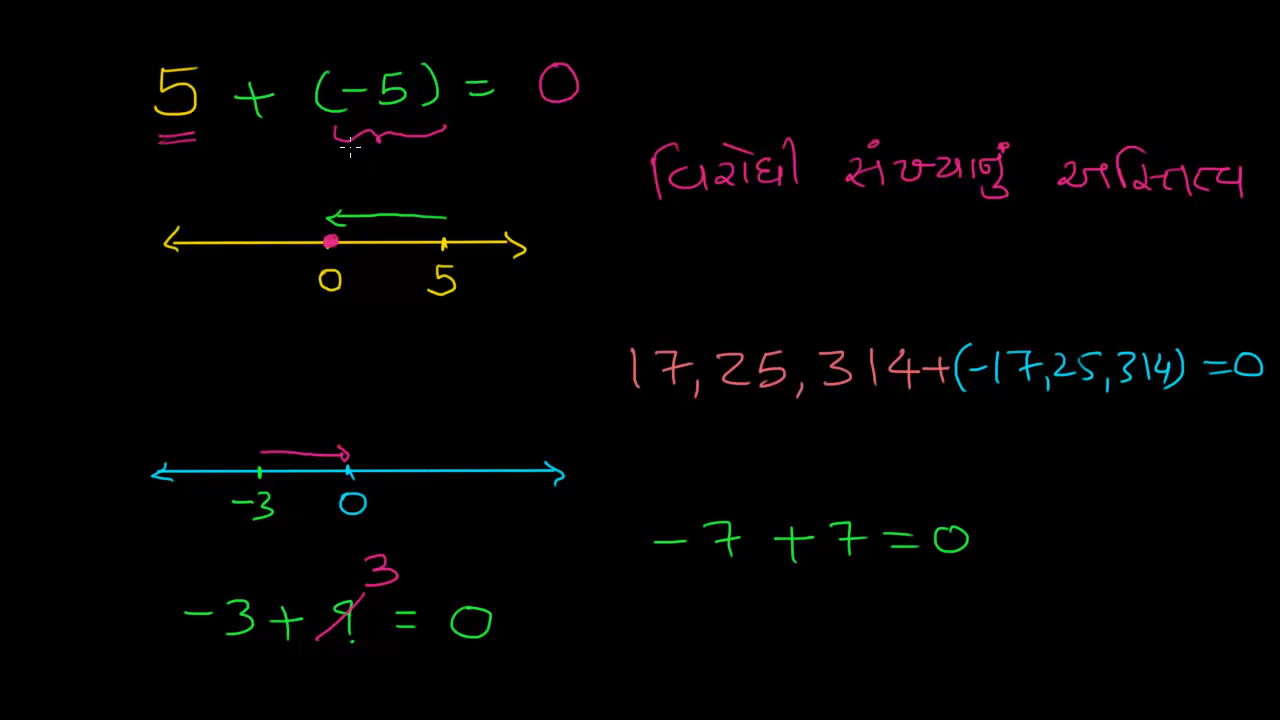 5 + (-5) = 0
વિરોધી સંખ્યાનું અસ્તિત્વ
0 5
17,25,314+(-17,25,314) =0
-3 0
-7 +7 = 0
3
-3+ ? = 0